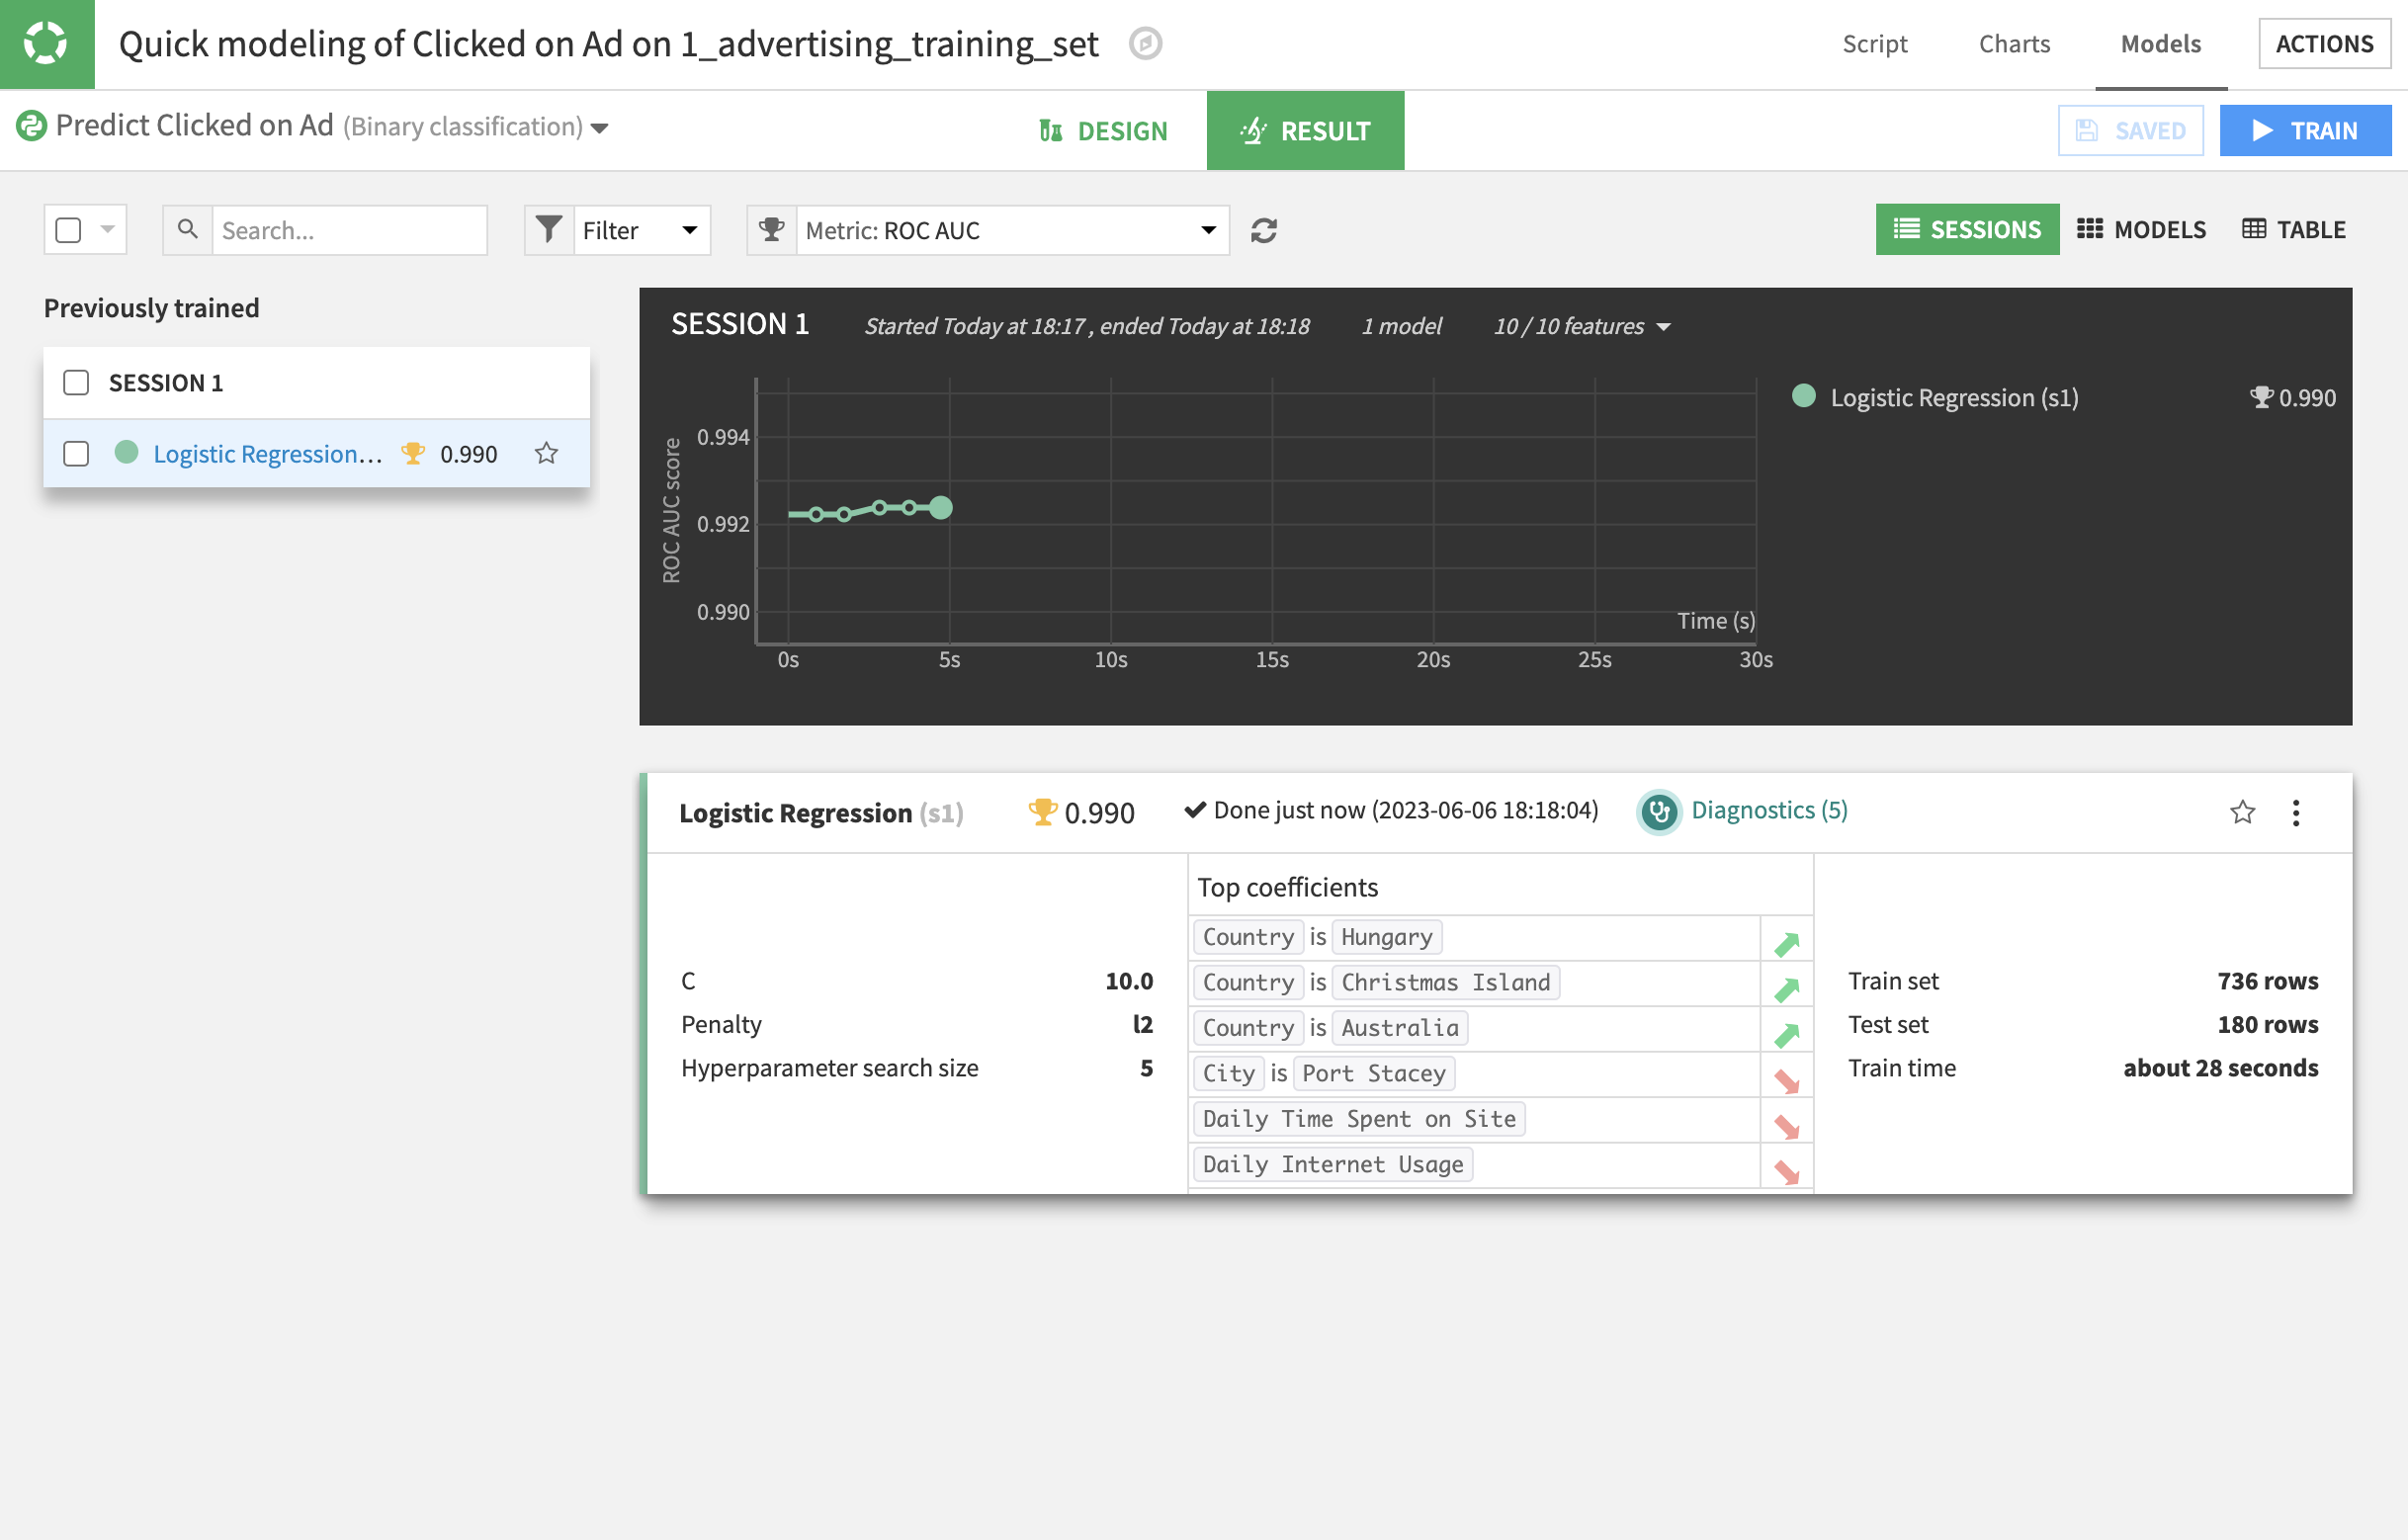 Quick modeling of Clicked on Ad on 1_advertising_training_set
Script
Charts
Models
ACTIONS
Predict Clicked on Ad (Binary classification)
DESIGN
RESULT
SAVED
TRAIN
Search...
Filter
Metric: ROC AUC
SESSIONS
MODELS
TABLE
Previously trained
SESSION 1
Logistic Regression... 0.990
SESSION 1
Started Today at 18:17 , ended Today at 18:18
1 model
10 / 10 features
ROC AUC score
0.994
0.992
0.990
Time (s)
0s 5s 10s 15s 20s 25s 30s
Logistic Regression (s1)
0.990
Logistic Regression (s1)
0.990
Done just now (2023-06-06 18:18:04)
Diagnostics (5)
C 10.0
Penalty l2
Hyperparameter search size 5
Top coefficients
Country is Hungary
Country is Christmas Island
Country is Australia
City is Port Stacey
Daily Time Spent on Site
Daily Internet Usage
Train set 736 rows
Test set 180 rows
Train time about 28 seconds